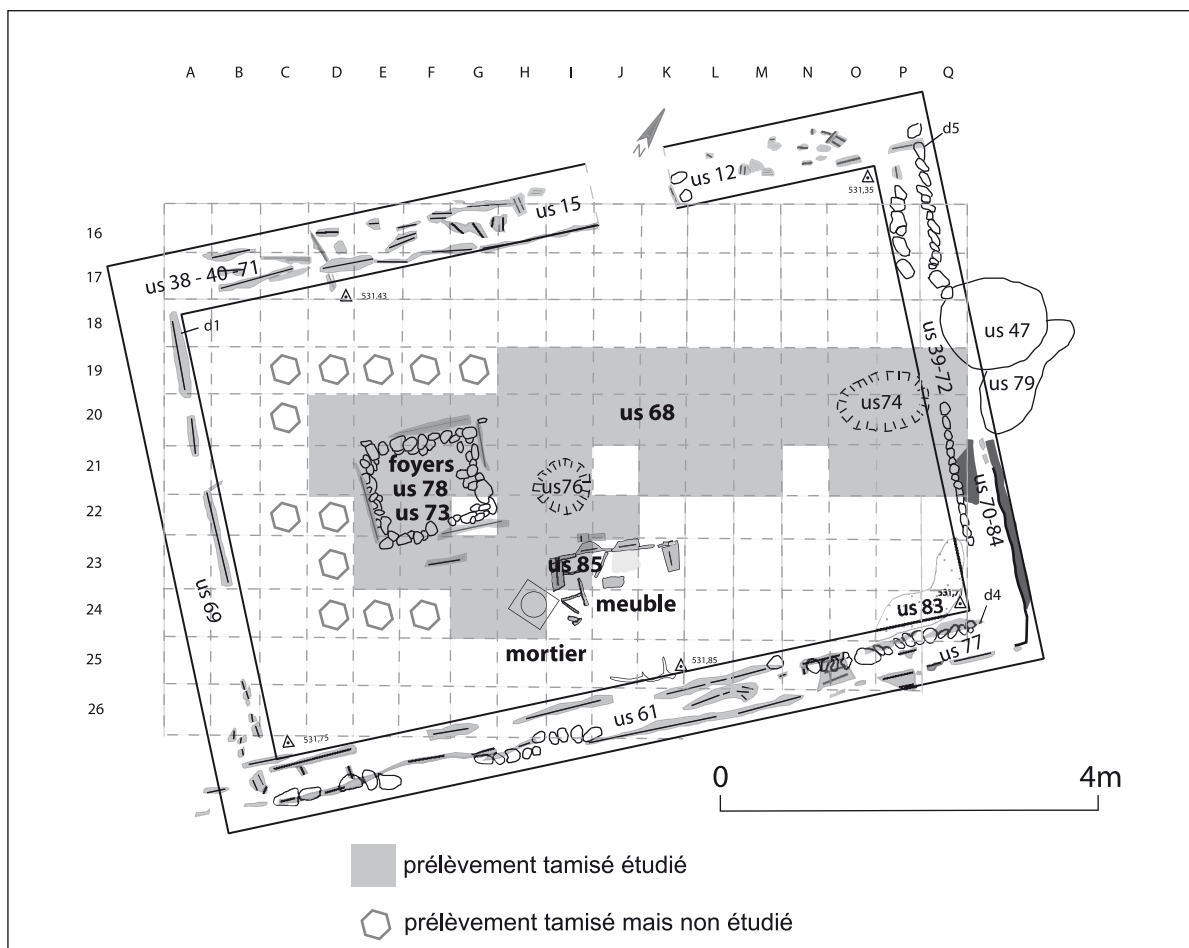 A B C D E F G H I J K L M N O P Q
d5
us 12
531,35
us 15
16
us 38 - 40 -71
17
531,43
18
d1
us 47
us 39-72
19
us 79
us74
20
us 68
21
foyers
us76
us 78
22
us 73
us 70-84
23
us 85
us 69
24
meuble
us 83
531,7
d4
mortier
us 77
25
531,85
26
us 61
531,75
0 4m
prélèvement tamisé étudié
prélèvement tamisé mais non étudié
N